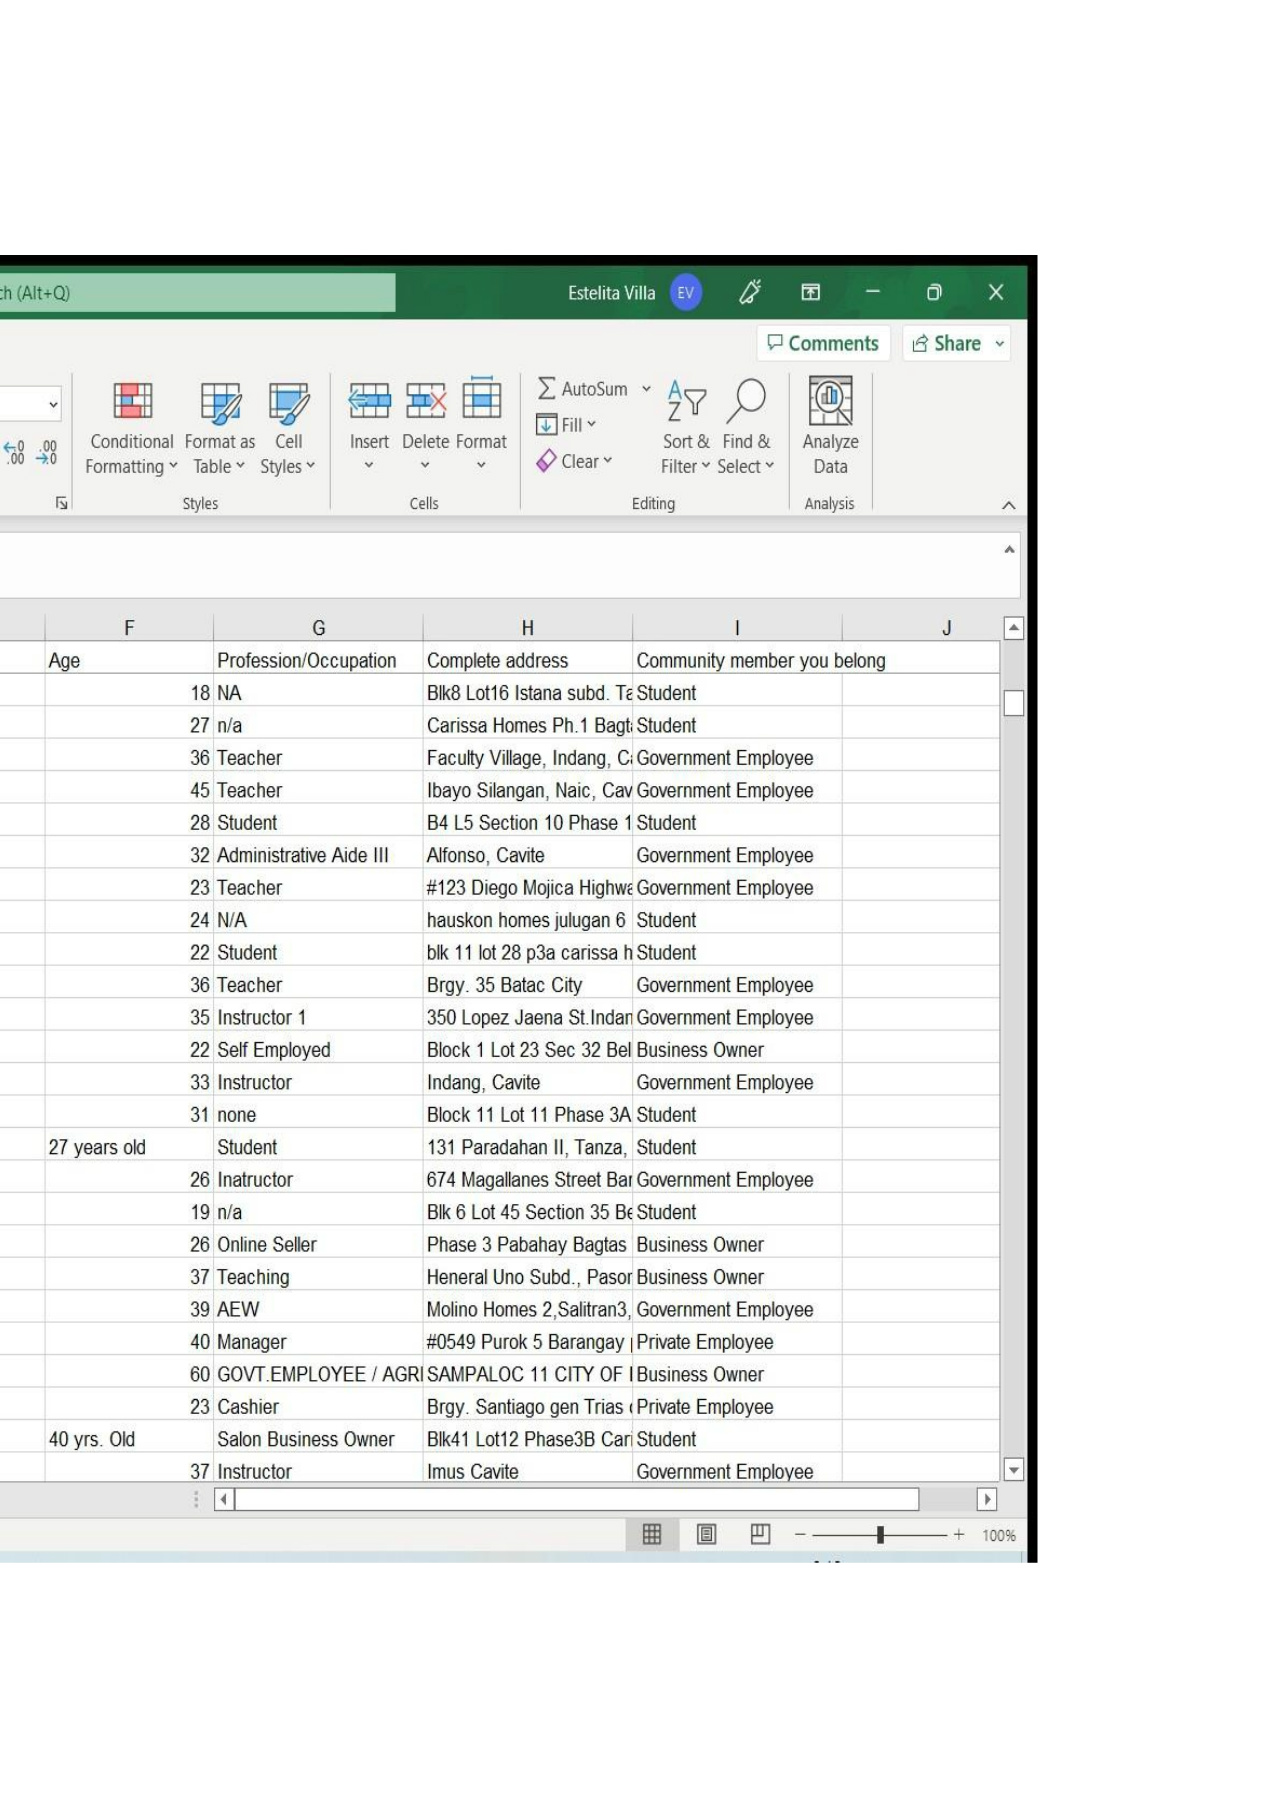 ch (Alt+Q) Estelita Villa EV
Comments Share
AutoSum
Fill
Clear
Conditional Formatting Format as Table Cell Styles Insert Delete Format Sort & Filter Find & Select Analyze Data
Styles Cells Editing Analysis
F G H I J
Age Profession/Occupation Complete address Community member you belong
18 NA Blk8 Lot16 Istana subd. Ta Student
27 n/a Carissa Homes Ph.1 Bagta Student
36 Teacher Faculty Village, Indang, Ca Government Employee
45 Teacher Ibayo Silangan, Naic, Cav Government Employee
28 Student B4 L5 Section 10 Phase 1 Student
32 Administrative Aide III Alfonso, Cavite Government Employee
23 Teacher #123 Diego Mojica Highwa Government Employee
24 N/A hauskon homes julugan 6 Student
22 Student blk 11 lot 28 p3a carissa h Student
36 Teacher Brgy. 35 Batac City Government Employee
35 Instructor 1 350 Lopez Jaena St.Indan Government Employee
22 Self Employed Block 1 Lot 23 Sec 32 Bel Business Owner
33 Instructor Indang, Cavite Government Employee
31 none Block 11 Lot 11 Phase 3A Student
27 years old Student 131 Paradahan II, Tanza, Student
26 Inatructor 674 Magallanes Street Bar Government Employee
19 n/a Blk 6 Lot 45 Section 35 Be Student
26 Online Seller Phase 3 Pabahay Bagtas Business Owner
37 Teaching Heneral Uno Subd., Pason Business Owner
39 AEW Molino Homes 2,Salitran3, Government Employee
40 Manager #0549 Purok 5 Barangay Private Employee
60 GOVT.EMPLOYEE / AGRI SAMPALOC 11 CITY OF Business Owner
23 Cashier Brgy. Santiago gen Trias Private Employee
40 yrs. Old Salon Business Owner Blk41 Lot12 Phase3B Cari Student
37 Instructor Imus Cavite Government Employee
100%